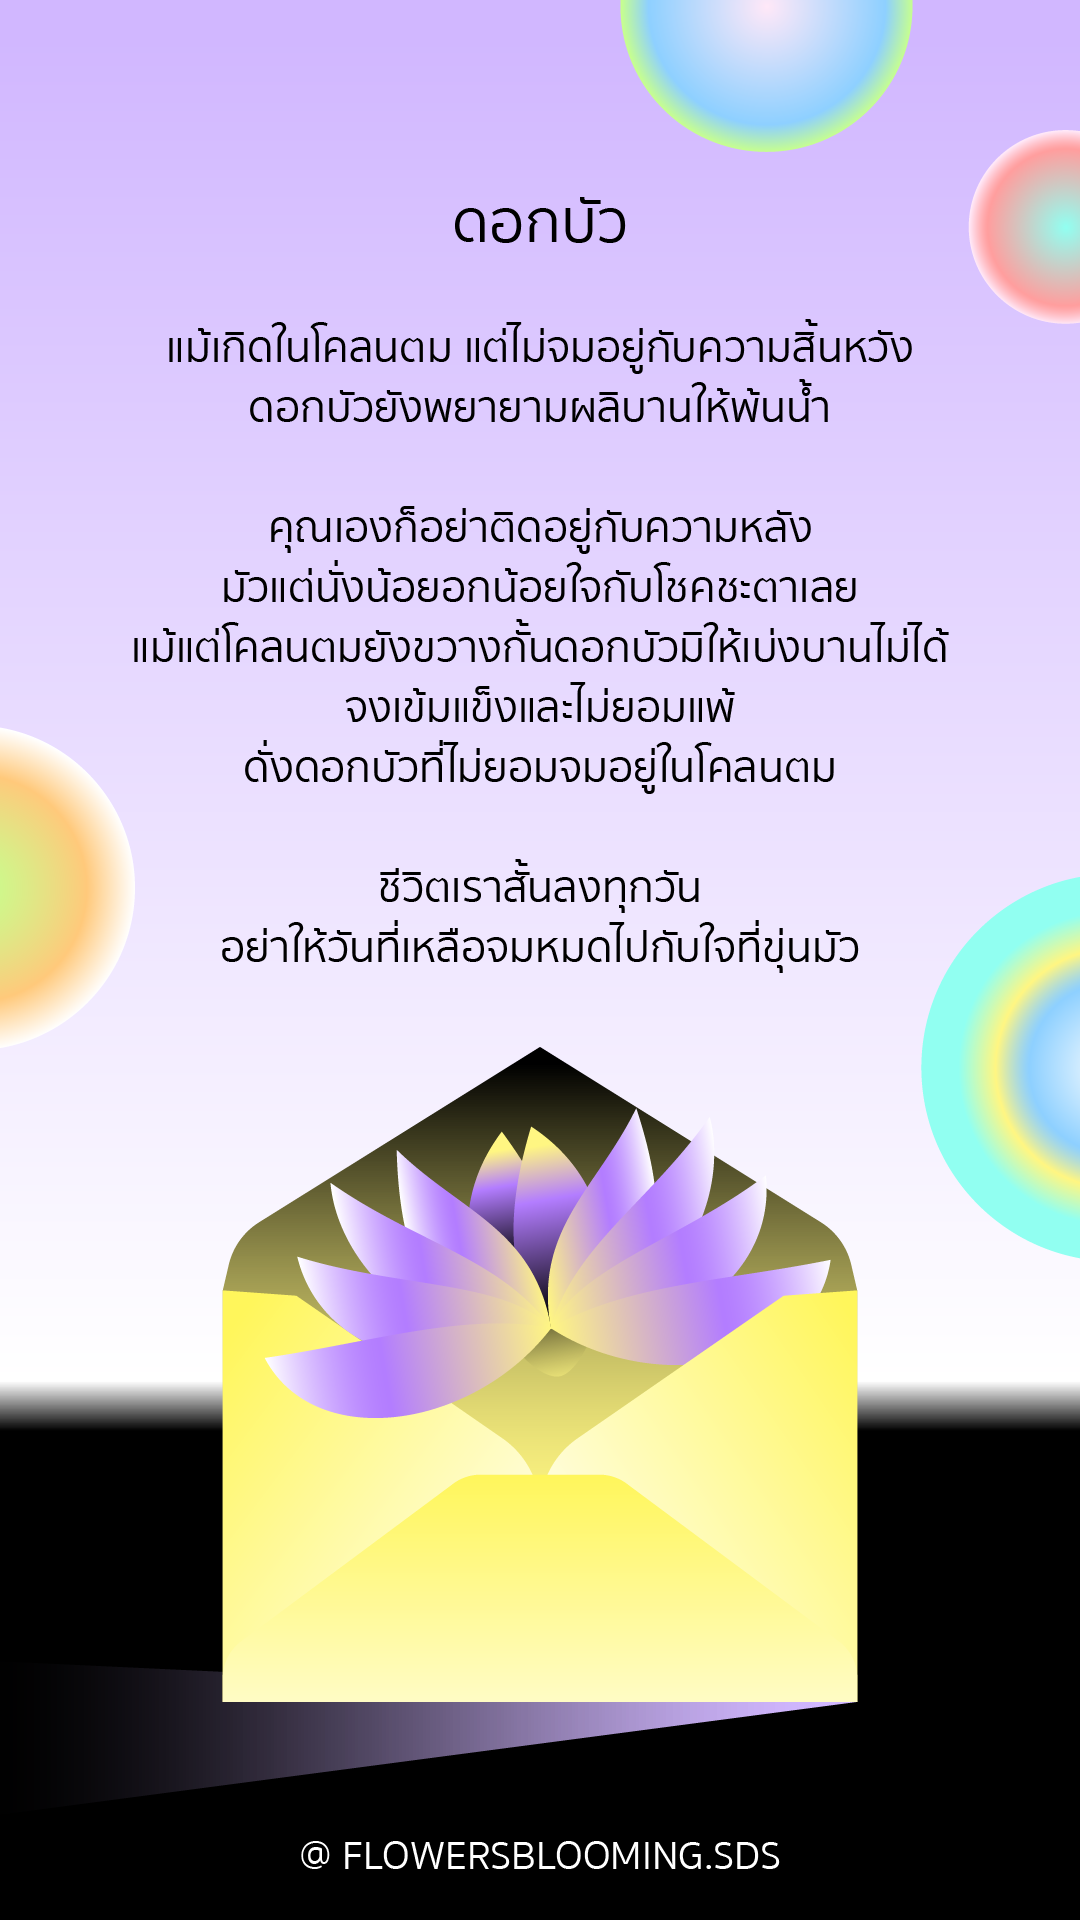 ดอกบัว
แม้เกิดในโคลนตม แต่ไม่จมอยู่กับความสิ้นหวัง
ดอกบัวยังพยายามผลิบานให้พ้นน้ำ
คุณเองก็อย่าติดอยู่กับความหลัง
มัวแต่นั่งน้อยอกน้อยใจกับโชคชะตาเลย
แม้แต่โคลนตมยังขวางกั้นดอกบัวมิให้เบ่งบานไม่ได้
จงเข้มแข็งและไม่ยอมแพ้
ดั่งดอกบัวที่ไม่ยอมจมอยู่ในโคลนตม
ชีวิตเราสั้นลงทุกวัน
อย่าให้วันที่เหลือจมหมดไปกับใจที่ขุ่นมัว
@ FLOWERSBLOOMING.SDS